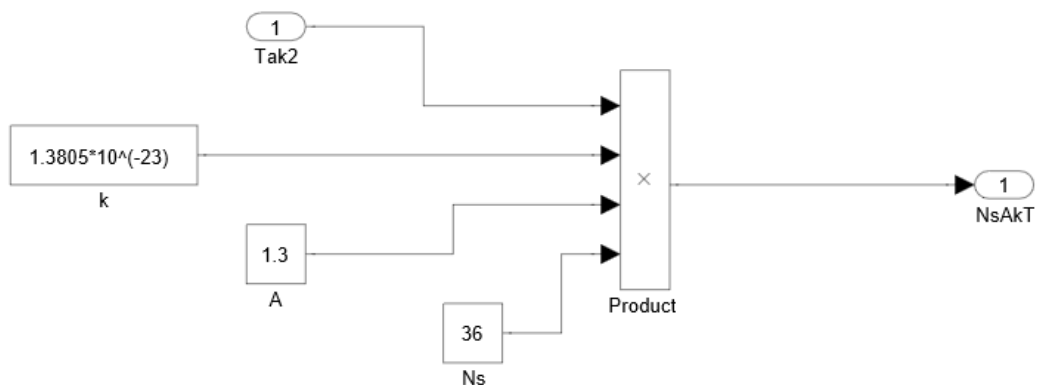 1
Tak2
1.3805*10^(-23)
k
1.3
A
36
Ns
×
Product
1
NsAkT